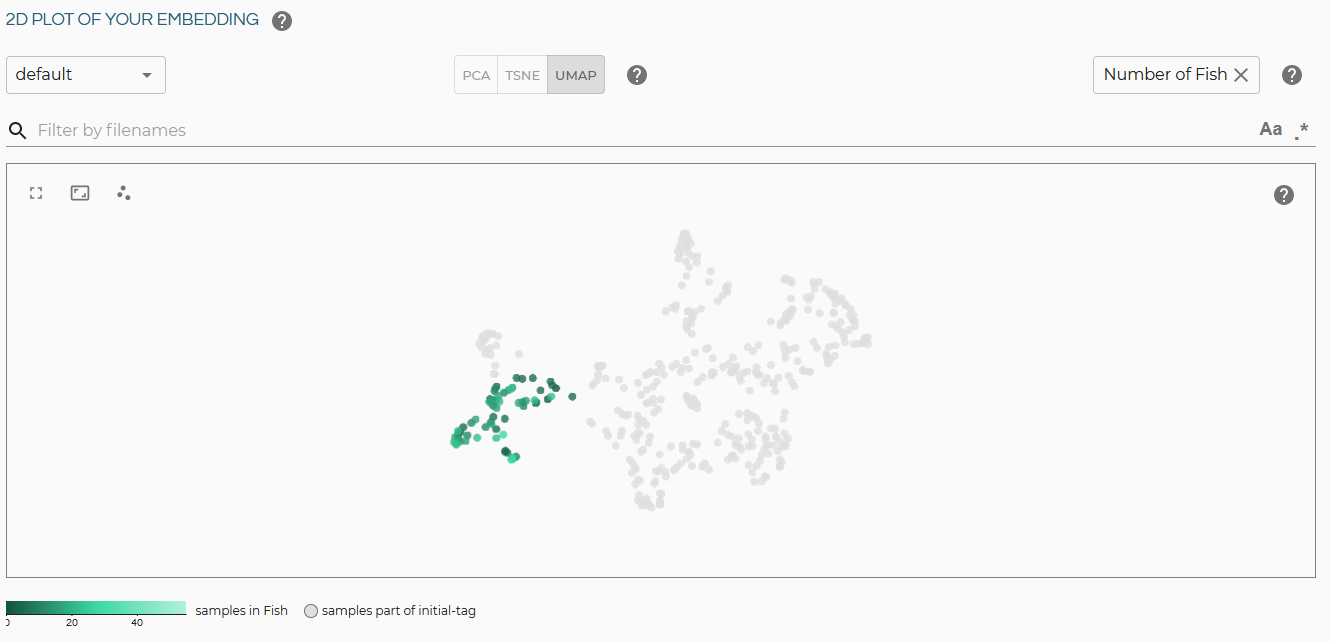 2D PLOT OF YOUR EMBEDDING ?
default
PCA TSNE UMAP ?
Number of Fish ?
Filter by filenames
Aa .*
?
samples in Fish
samples part of initial-tag
0 20 40